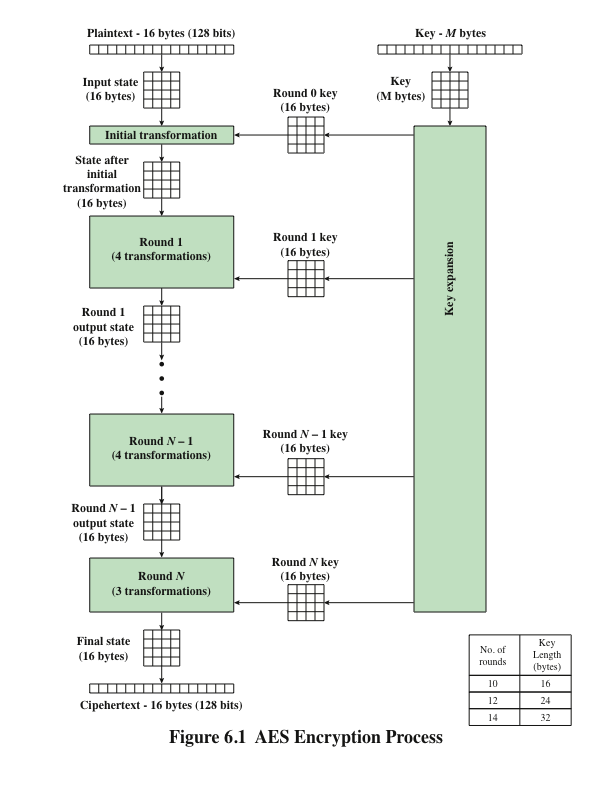 Plaintext - 16 bytes (128 bits)
Key - M bytes
Input state
(16 bytes)
Key
(M bytes)
Round 0 key
(16 bytes)
Initial transformation
State after
initial
transformation
(16 bytes)
Round 1
(4 transformations)
Round 1 key
(16 bytes)
Key expansion
Round 1
output state
(16 bytes)
Round N – 1
(4 transformations)
Round N – 1 key
(16 bytes)
Round N – 1
output state
(16 bytes)
Round N
(3 transformations)
Round N key
(16 bytes)
Final state
(16 bytes)
No. of
rounds
Key
Length
(bytes)
10 16
12 24
14 32
Cipehertext - 16 bytes (128 bits)
Figure 6.1 AES Encryption Process